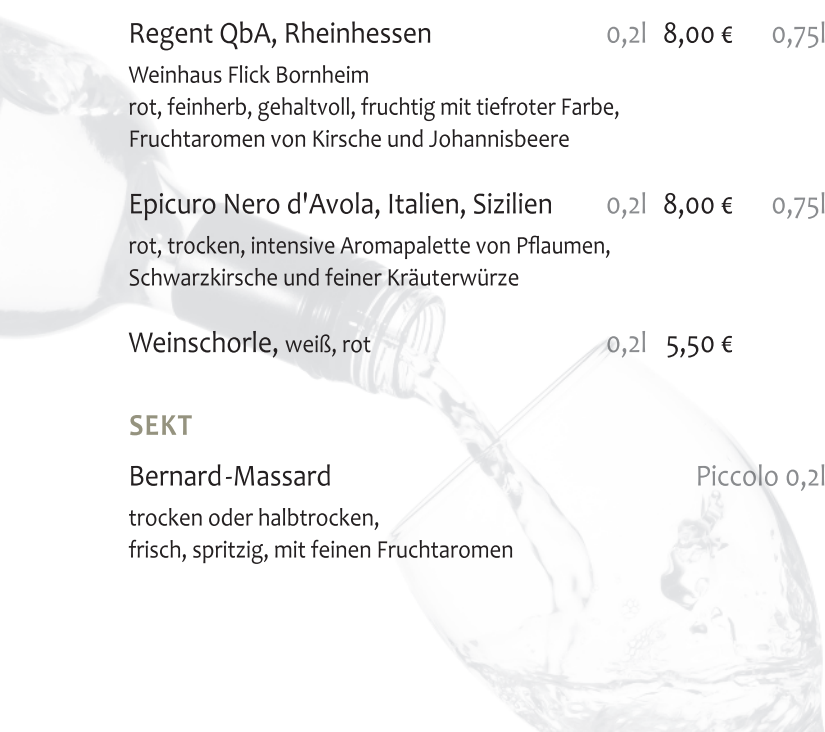 Regent QbA, Rheinhessen 0,2l 8,00 € 0,75l
Weinhaus Flick Bornheim
rot, feinherb, gehaltvoll, fruchtig mit tiefroter Farbe,
Fruchtaromen von Kirsche und Johannisbeere
Epicuro Nero d'Avola, Italien, Sizilien 0,2l 8,00 € 0,75l
rot, trocken, intensive Aromapalette von Pflaumen,
Schwarzkirsche und feiner Kräuterwürze
Weinschorle, weiß, rot 0,2l 5,50 €
SEKT
Bernard-Massard Piccolo 0,2l
trocken oder halbtrocken,
frisch, spritzig, mit feinen Fruchtaromen